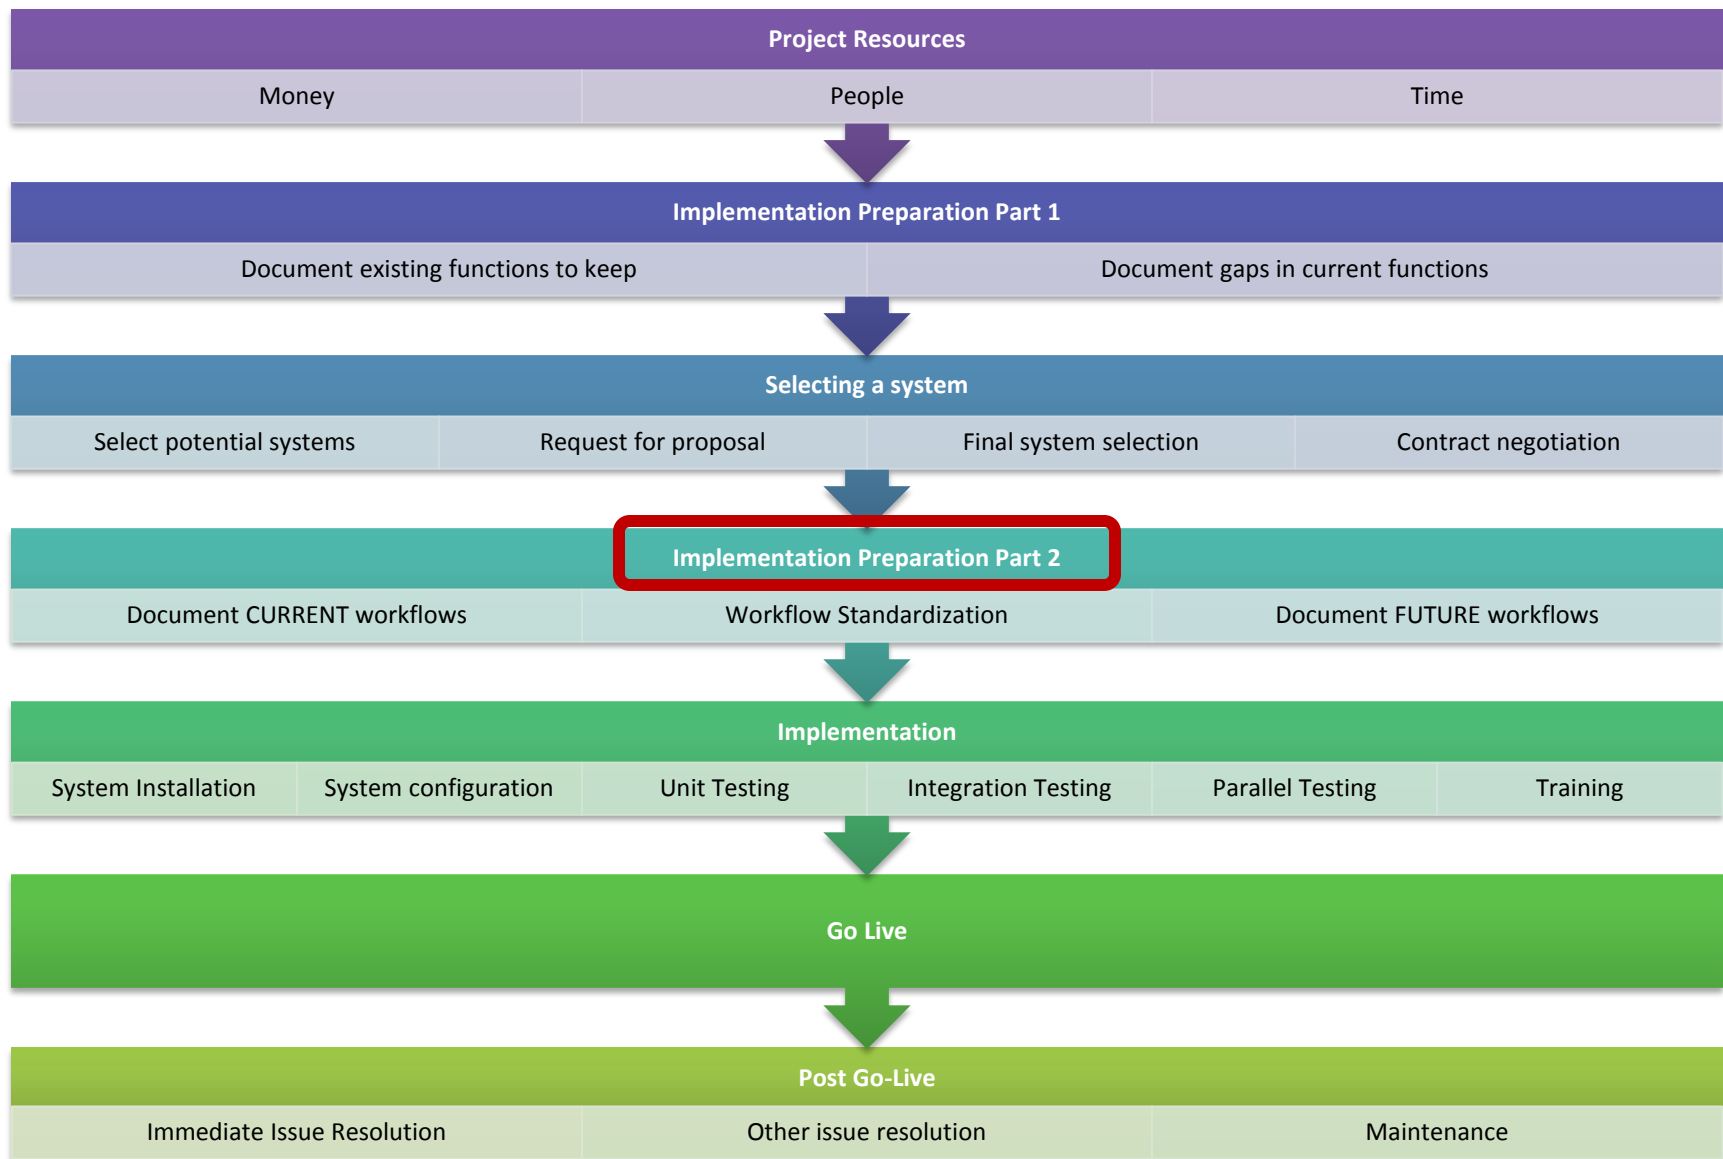 Project Resources
Money People Time
Implementation Preparation Part 1
Document existing functions to keep Document gaps in current functions
Selecting a system
Select potential systems Request for proposal Final system selection Contract negotiation
Implementation Preparation Part 2
Document CURRENT workflows Workflow Standardization Document FUTURE workflows
Implementation
System Installation System configuration Unit Testing Integration Testing Parallel Testing Training
Go Live
Post Go-Live
Immediate Issue Resolution Other issue resolution Maintenance